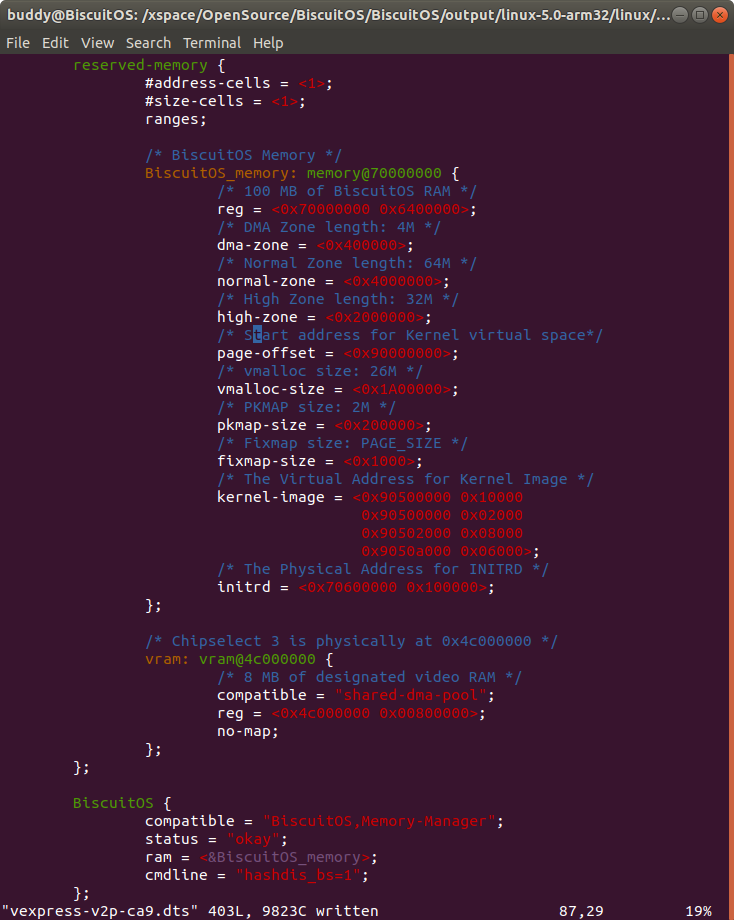 buddy@BiscuitOS: /xspace/OpenSource/BiscuitOS/BiscuitOS/output/linux-5.0-arm32/linux/...
File Edit View Search Terminal Help
reserved-memory {
#address-cells = <1>;
#size-cells = <1>;
ranges;
/* BiscuitOS Memory */
BiscuitOS_memory: memory@70000000 {
/* 100 MB of BiscuitOS RAM */
reg = <0x70000000 0x6400000>;
/* DMA Zone length: 4M */
dma-zone = <0x400000>;
/* Normal Zone length: 64M */
normal-zone = <0x4000000>;
/* High Zone length: 32M */
high-zone = <0x2000000>;
/* Start address for Kernel virtual space*/
page-offset = <0x90000000>;
/* vmalloc size: 26M */
vmalloc-size = <0x1A00000>;
/* PKMAP size: 2M */
pkmap-size = <0x200000>;
/* Fixmap size: PAGE_SIZE */
fixmap-size = <0x1000>;
/* The Virtual Address for Kernel Image */
kernel-image = <0x90500000 0x10000
0x90500000 0x02000
0x90502000 0x08000
0x9050a000 0x06000>;
/* The Physical Address for INITRD */
initrd = <0x70600000 0x100000>;
};
/* Chipselect 3 is physically at 0x4c000000 */
vram: vram@4c000000 {
/* 8 MB of designated video RAM */
compatible = "shared-dma-pool";
reg = <0x4c000000 0x00800000>;
no-map;
};
};
BiscuitOS {
compatible = "BiscuitOS,Memory-Manager";
status = "okay";
ram = <&BiscuitOS_memory>;
cmdline = "hashdis_bs=1";
};
"vexpress-v2p-ca9.dts" 403L, 9823C written 87,29 19%